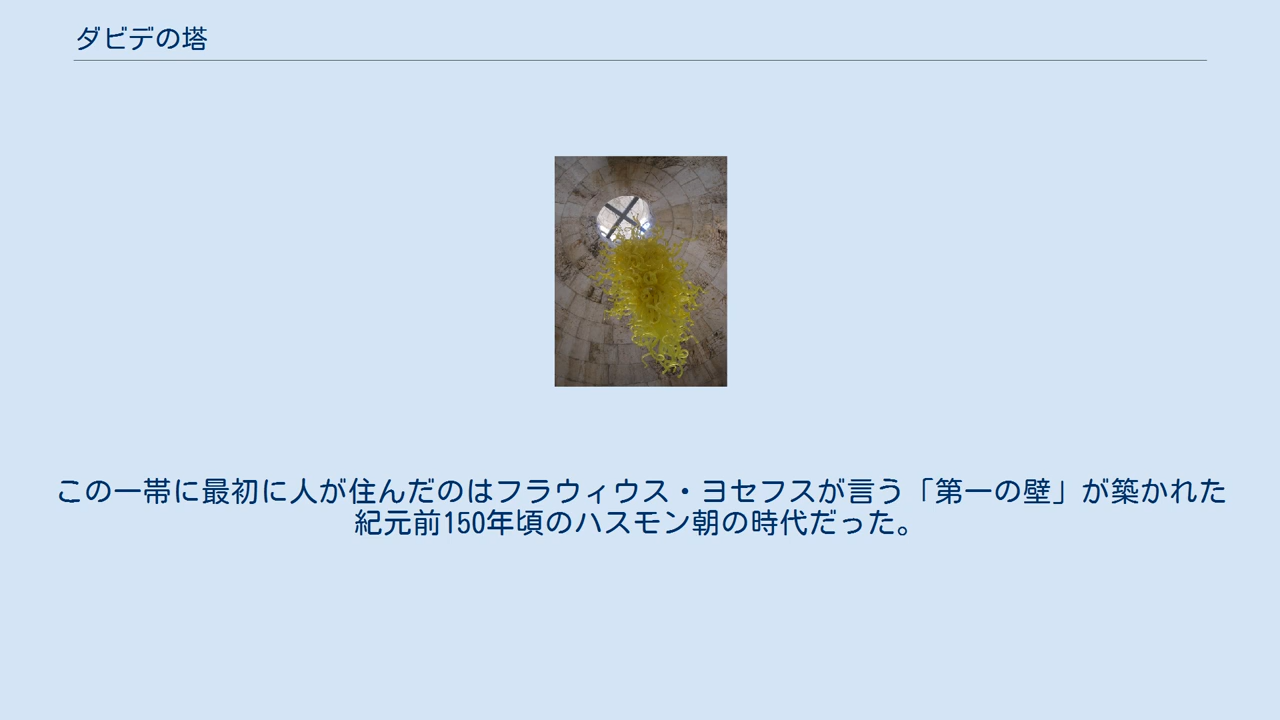 ダビデの塔
この一帯に最初に人が住んだのはフラウィウス・ヨセフスが言う「第一の壁」が築かれた
紀元前150年頃のハスモン朝の時代だった。